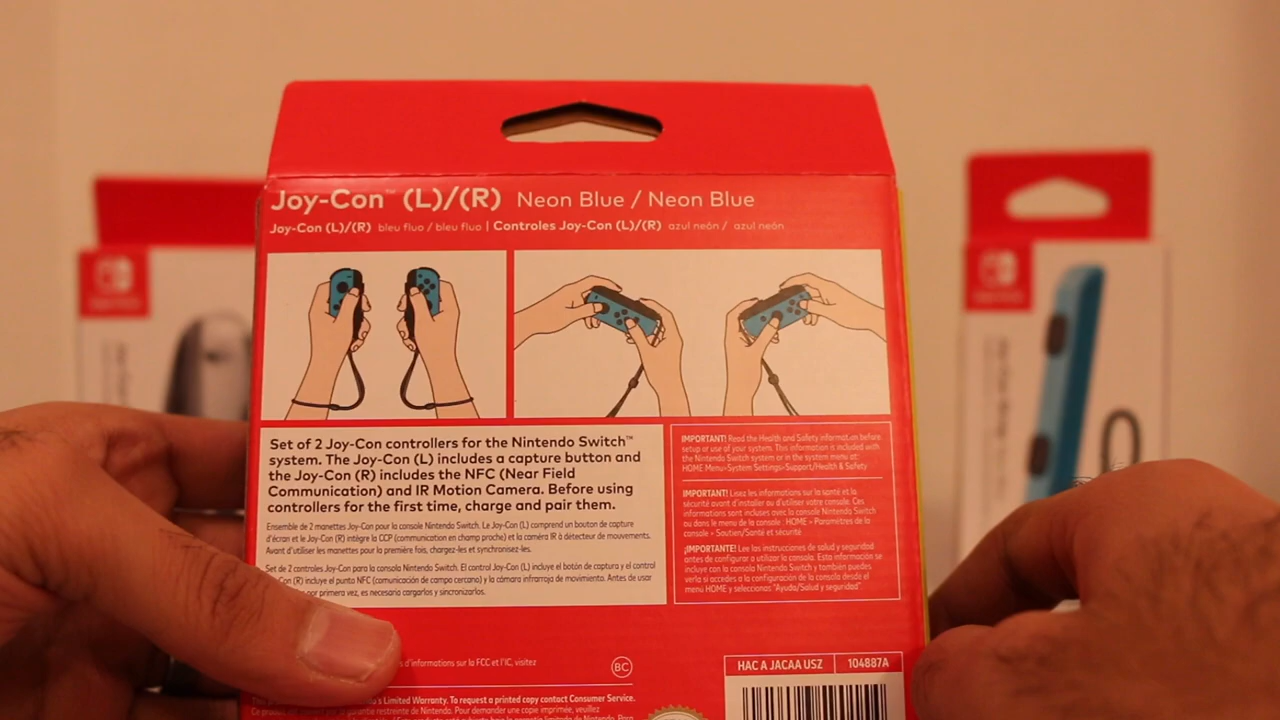 Joy-Con™ (L)/(R) Neon Blue / Neon Blue
Joy-Con (L)/(R) bleu fluo / bleu fluo | Controles Joy-Con (L)/(R) azul neón / azul neón
Set of 2 Joy-Con controllers for the Nintendo Switch™
system. The Joy-Con (L) includes a capture button and
the Joy-Con (R) includes the NFC (Near Field
Communication) and IR Motion Camera. Before using
controllers for the first time, charge and pair them.
Ensemble de 2 manettes Joy-Con pour la console Nintendo Switch. Le Joy-Con (L) comprend un bouton de capture
d'écran et le Joy-Con (R) intègre la CCP (communication en champ proche) et la caméra IR à détecteur de mouvements.
Avant d'utiliser les manettes pour la première fois, chargez-les et synchronisez-les.
Set de 2 controles Joy-Con para la consola Nintendo Switch. El control Joy-Con (L) incluye el botón de captura y el control
Con (R) incluye el punto NFC (comunicación de campo cercano) y la cámara infrarroja de movimiento. Antes de usar
por primera vez, es necesario cargarlos y sincronizarlos.
IMPORTANT! Read the Health and Safety information before
setup or use of your system. This information is included with
the Nintendo Switch system or in the system menu at:
HOME Menu>System Settings>Support/Health & Safety
IMPORTANT! Lisez les informations sur la santé et la
sécurité avant d'installer ou d'utiliser votre console. Ces
informations sont incluses avec la console Nintendo Switch
ou dans le menu de la console : HOME > Paramètres de la
console > Soutien/Santé et sécurité
¡IMPORTANTE! Lee las instrucciones de salud y seguridad
antes de configurar o utilizar la consola. Esta información se
incluye con la consola Nintendo Switch y también puedes
verla si accedes a la configuración de la consola desde el
menú HOME y seleccionas "Ayuda/Salud y seguridad".
d'informations sur la FCC et l'IC, visitez
BC
HAC A JACAA USZ 104887A
's Limited Warranty. To request a printed copy contact Consumer Service.
garantie restreinte de Nintendo. Pour demander une copie imprimée, veuillez